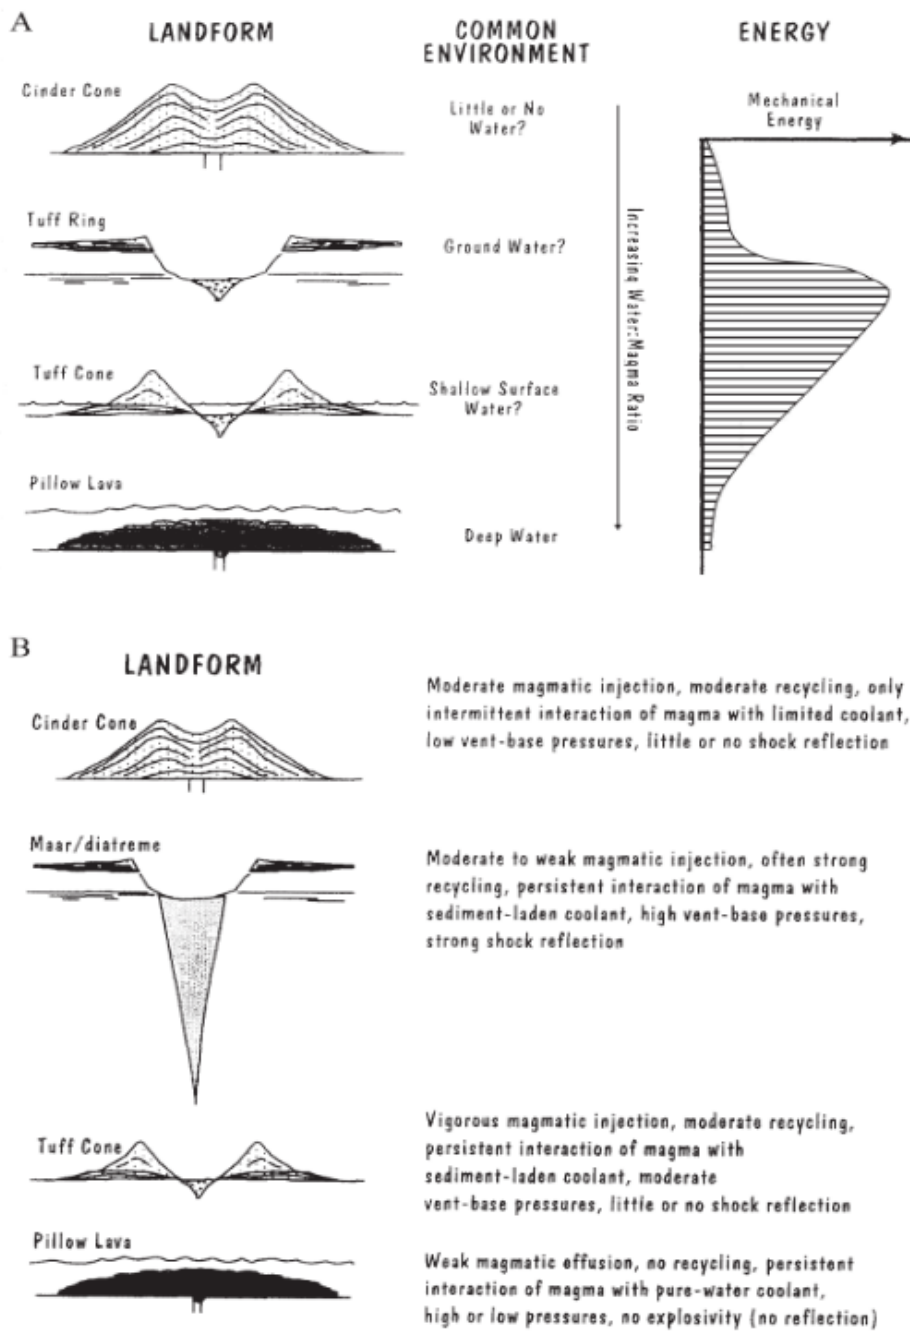 A
LANDFORM
COMMON
ENVIRONMENT
ENERGY
Cinder Cone
Little or No
Water?
Mechanical
Energy
Tuff Ring
Ground Water?
Increasing Water:Magma Ratio
Tuff Cone
Shallow Surface
Water?
Pillow Lava
Deep Water
B
LANDFORM
Cinder Cone
Moderate magmatic injection, moderate recycling, only
intermittent interaction of magma with limited coolant,
low vent-base pressures, little or no shock reflection
Maar/diatreme
Moderate to weak magmatic injection, often strong
recycling, persistent interaction of magma with
sediment-laden coolant, high vent-base pressures,
strong shock reflection
Tuff Cone
Vigorous magmatic injection, moderate recycling,
persistent interaction of magma with
sediment-laden coolant, moderate
vent-base pressures, little or no shock reflection
Pillow Lava
Weak magmatic effusion, no recycling, persistent
interaction of magma with pure-water coolant,
high or low pressures, no explosivity (no reflection)